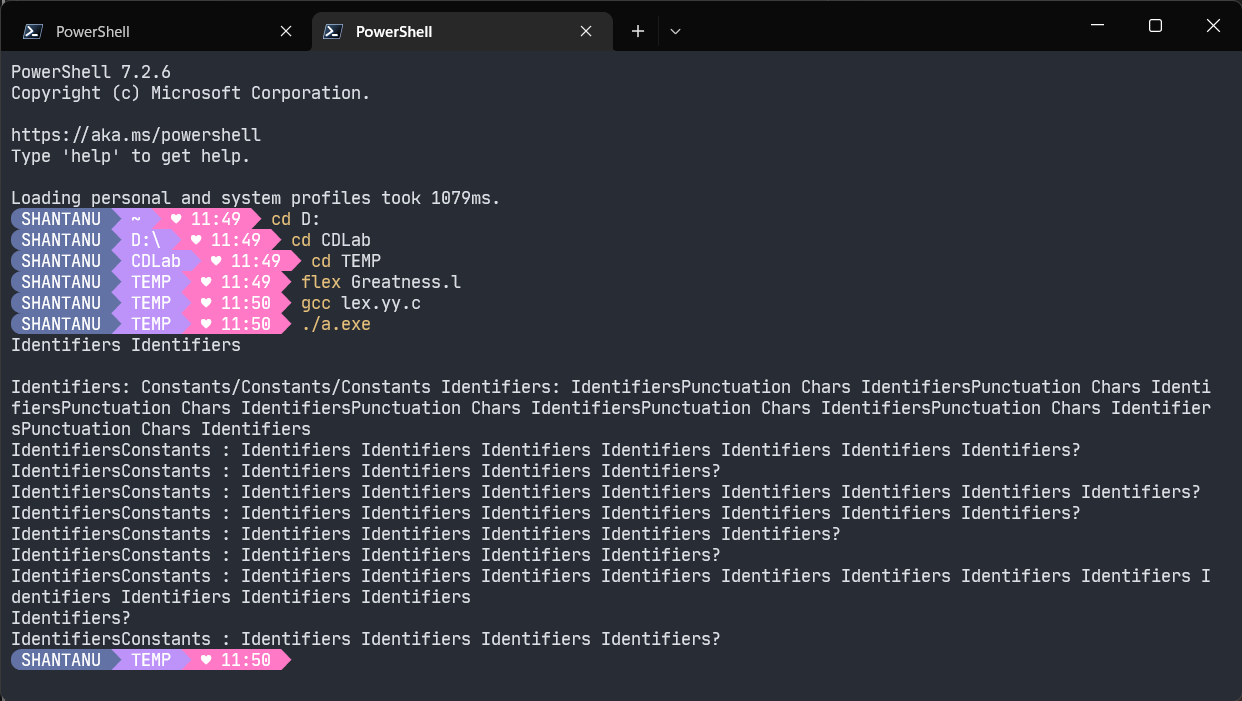 PowerShell
PowerShell
PowerShell 7.2.6
Copyright (c) Microsoft Corporation.
https://aka.ms/powershell
Type 'help' to get help.
Loading personal and system profiles took 1079ms.
SHANTANU ~ ♥ 11:49 cd D:
SHANTANU D:\ ♥ 11:49 cd CDLab
SHANTANU CDLab ♥ 11:49 cd TEMP
SHANTANU TEMP ♥ 11:49 flex Greatness.l
SHANTANU TEMP ♥ 11:50 gcc lex.yy.c
SHANTANU TEMP ♥ 11:50 ./a.exe
Identifiers Identifiers
Identifiers: Constants/Constants/Constants Identifiers: IdentifiersPunctuation Chars IdentifiersPunctuation Chars Identi
fiersPunctuation Chars IdentifiersPunctuation Chars IdentifiersPunctuation Chars IdentifiersPunctuation Chars Identifier
sPunctuation Chars Identifiers
IdentifiersConstants : Identifiers Identifiers Identifiers Identifiers Identifiers Identifiers Identifiers?
IdentifiersConstants : Identifiers Identifiers Identifiers Identifiers?
IdentifiersConstants : Identifiers Identifiers Identifiers Identifiers Identifiers Identifiers Identifiers Identifiers?
IdentifiersConstants : Identifiers Identifiers Identifiers Identifiers Identifiers Identifiers Identifiers?
IdentifiersConstants : Identifiers Identifiers Identifiers Identifiers Identifiers?
IdentifiersConstants : Identifiers Identifiers Identifiers Identifiers?
IdentifiersConstants : Identifiers Identifiers Identifiers Identifiers Identifiers Identifiers Identifiers Identifiers I
dentifiers Identifiers Identifiers Identifiers
Identifiers?
IdentifiersConstants : Identifiers Identifiers Identifiers Identifiers?
SHANTANU TEMP ♥ 11:50